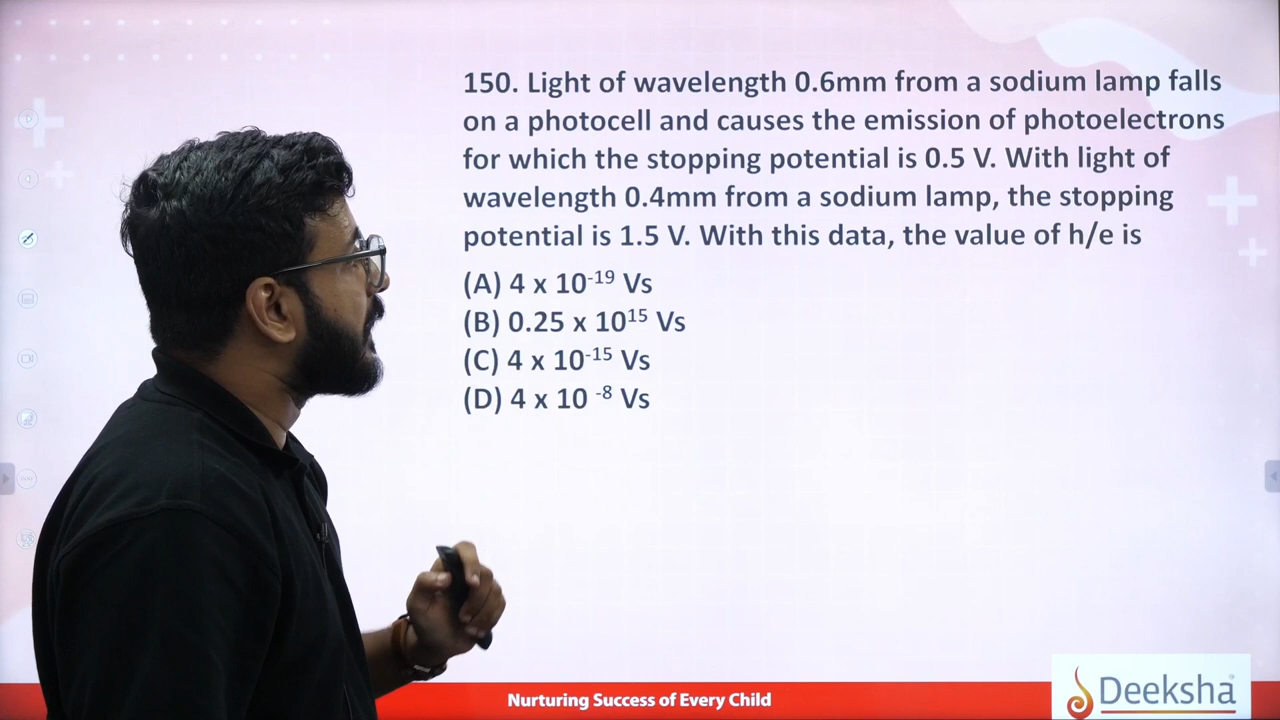 150. Light of wavelength 0.6mm from a sodium lamp falls
on a photocell and causes the emission of photoelectrons
for which the stopping potential is 0.5 V. With light of
wavelength 0.4mm from a sodium lamp, the stopping
potential is 1.5 V. With this data, the value of h/e is
(A) 4 x 10⁻¹⁹ Vs
(B) 0.25 x 10¹⁵ Vs
(C) 4 x 10⁻¹⁵ Vs
(D) 4 x 10 ⁻⁸ Vs
Nurturing Success of Every Child
Deeksha